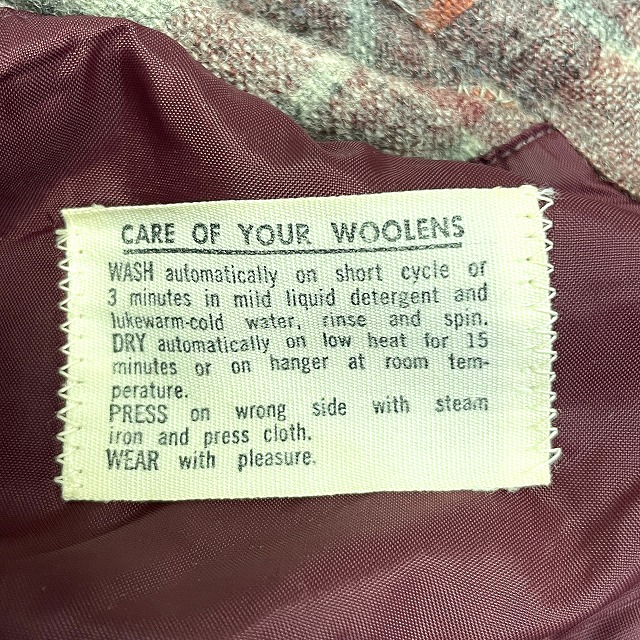 CARE OF YOUR WOOLENS
WASH automatically on short cycle or
3 minutes in mild liquid detergent and
lukewarm-cold water, rinse and spin.
DRY automatically on low heat for 15
minutes or on hanger at room tem-
perature.
PRESS on wrong side with steam
iron and press cloth.
WEAR with pleasure.